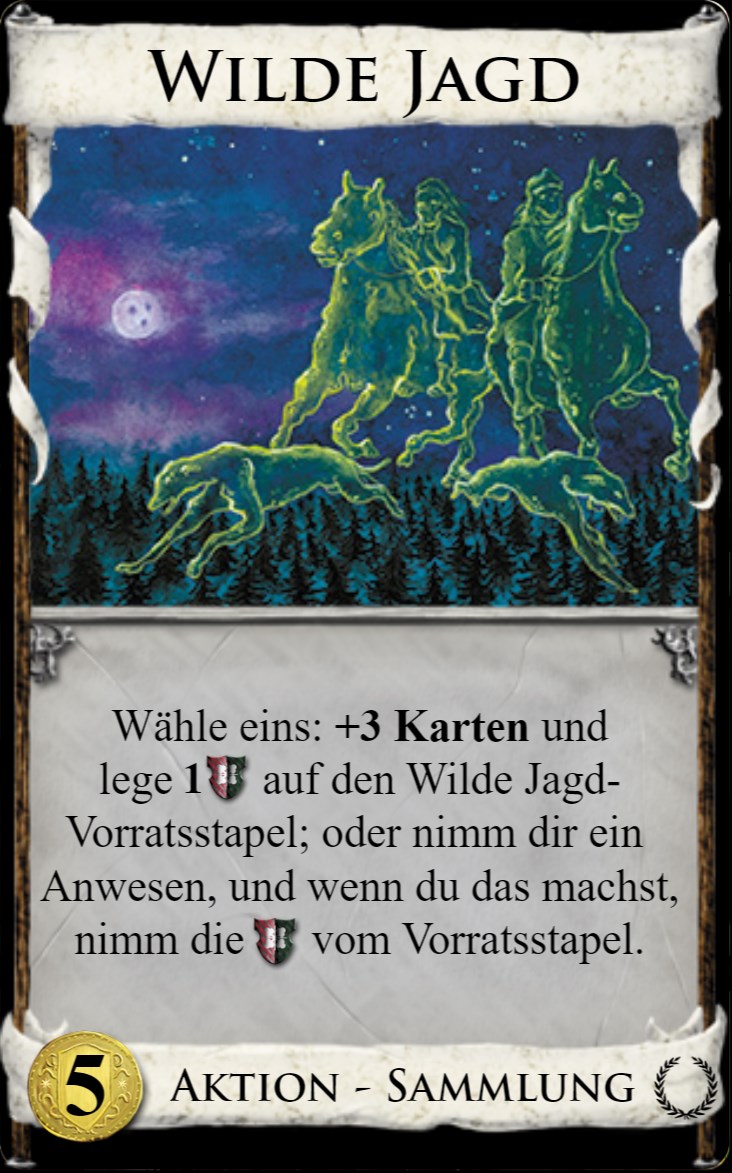 Wilde Jagd
Wähle eins: +3 Karten und
lege 1 auf den Wilde Jagd-
Vorratsstapel; oder nimm dir ein
Anwesen, und wenn du das machst,
nimm die vom Vorratsstapel.
5 Aktion - Sammlung